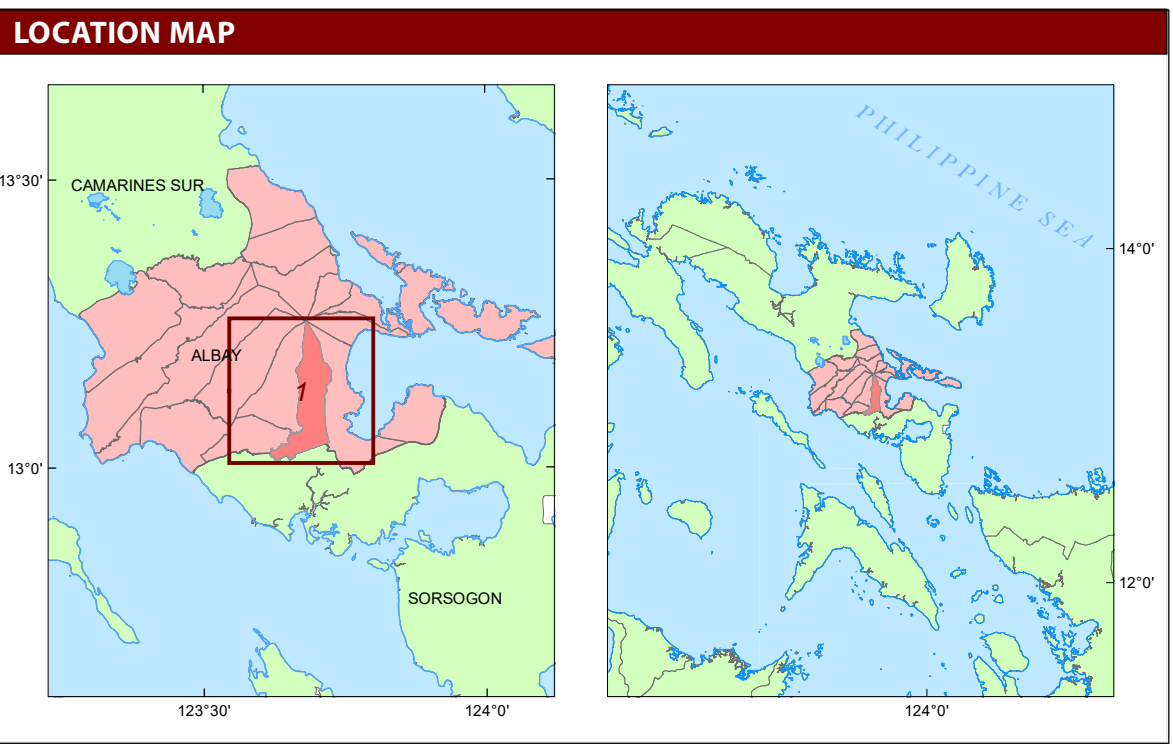 LOCATION MAP
13°30'
CAMARINES SUR
ALBAY
1
13°0'
SORSOGON
123°30'
124°0'
PHILIPPINE SEA
14°0'
12°0'
124°0'